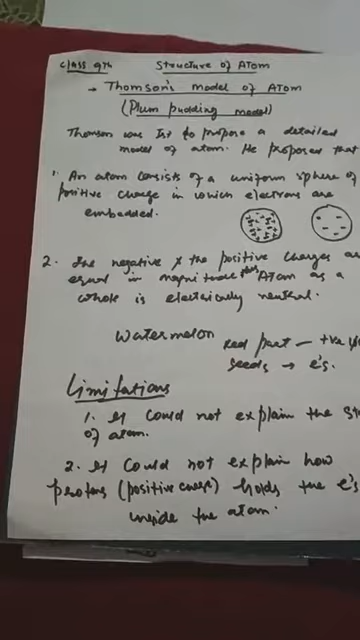 Class 9th Structure of Atom
→ Thomson's model of Atom
(Plum pudding model)
Thomson was Ist to propose a detailed
model of atom. He proposed that
1. An atom consists of a uniform sphere of
positive charge in which electrons are
embedded.
2. The negative & the positive charges are
equal in magnitude thus Atom as a
whole is electrically neutral.
Watermelon red part – +ve
seeds → e's.
Limitations
1. It could not explain the
of atom.
2. It could not explain how
protons (positive charge) holds the e's
inside the atom.